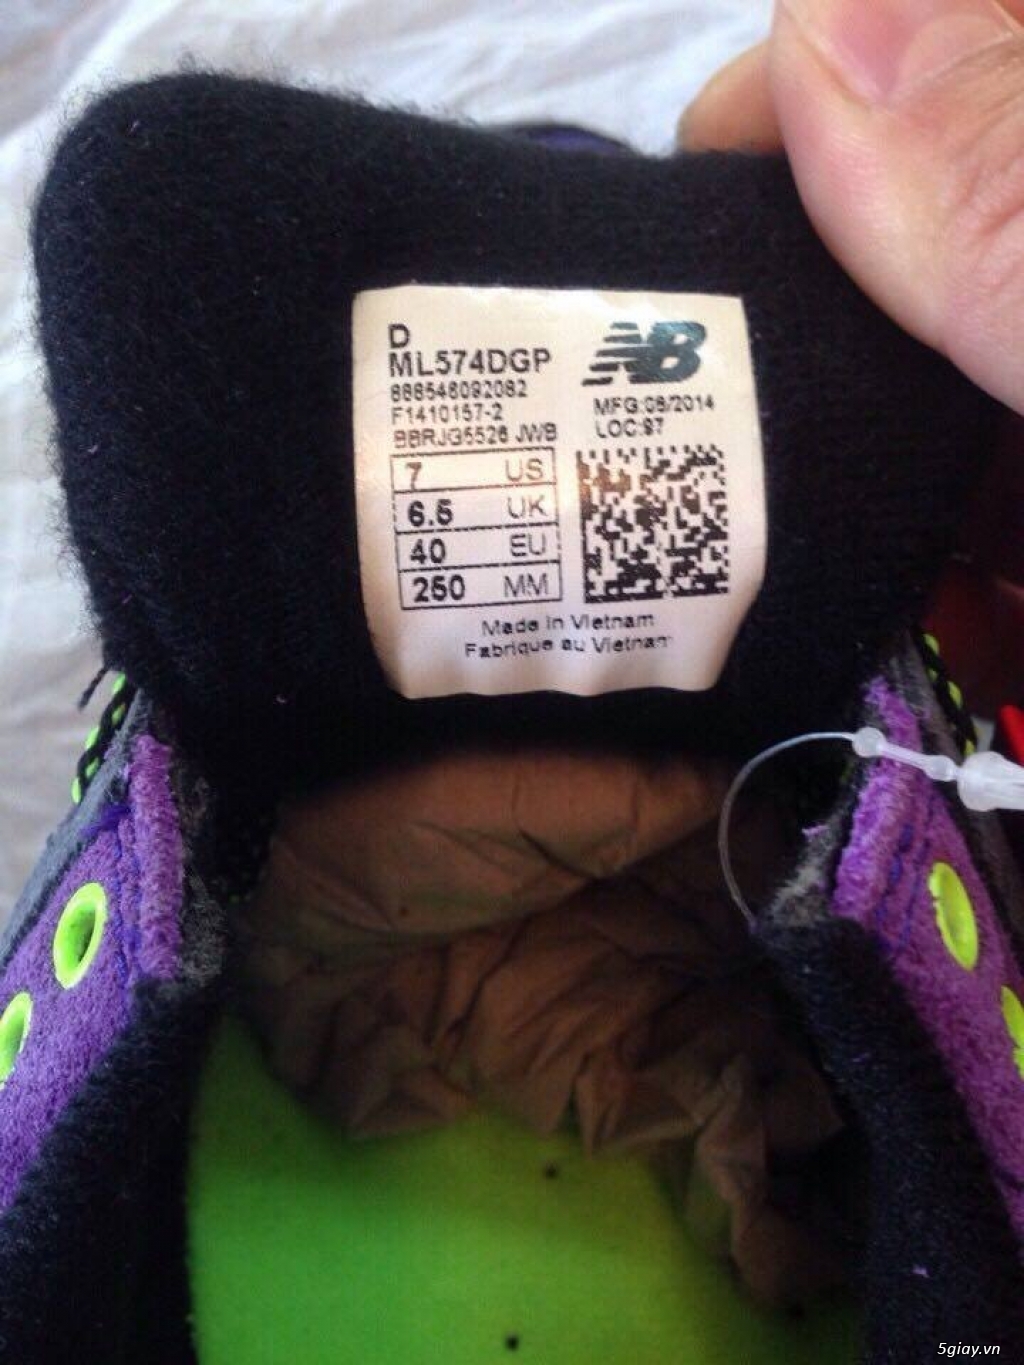 D
ML574DGP
888546092082
F1410157-2
BBRJG5526 JWB
NB
MFG:08/2014
LOC:97
7 US
6.5 UK
40 EU
250 MM
Made in Vietnam
Fabrique au Vietnam
5giay.vn